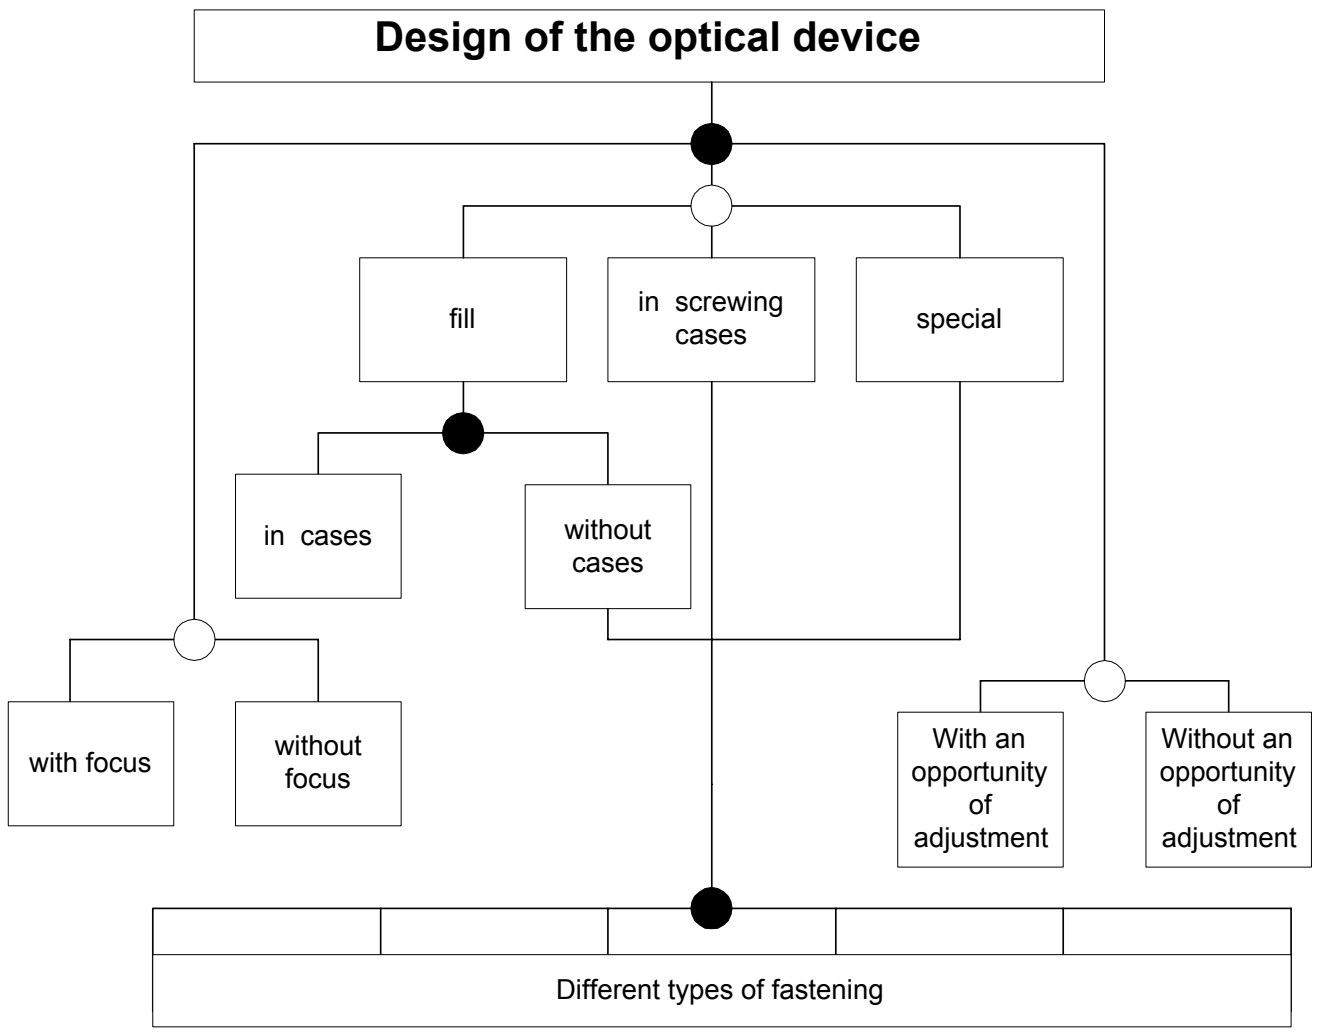 Design of the optical device
fill
in screwing
cases
special
in cases
without
cases
with focus
without
focus
With an
opportunity
of
adjustment
Without an
opportunity
of
adjustment
Different types of fastening